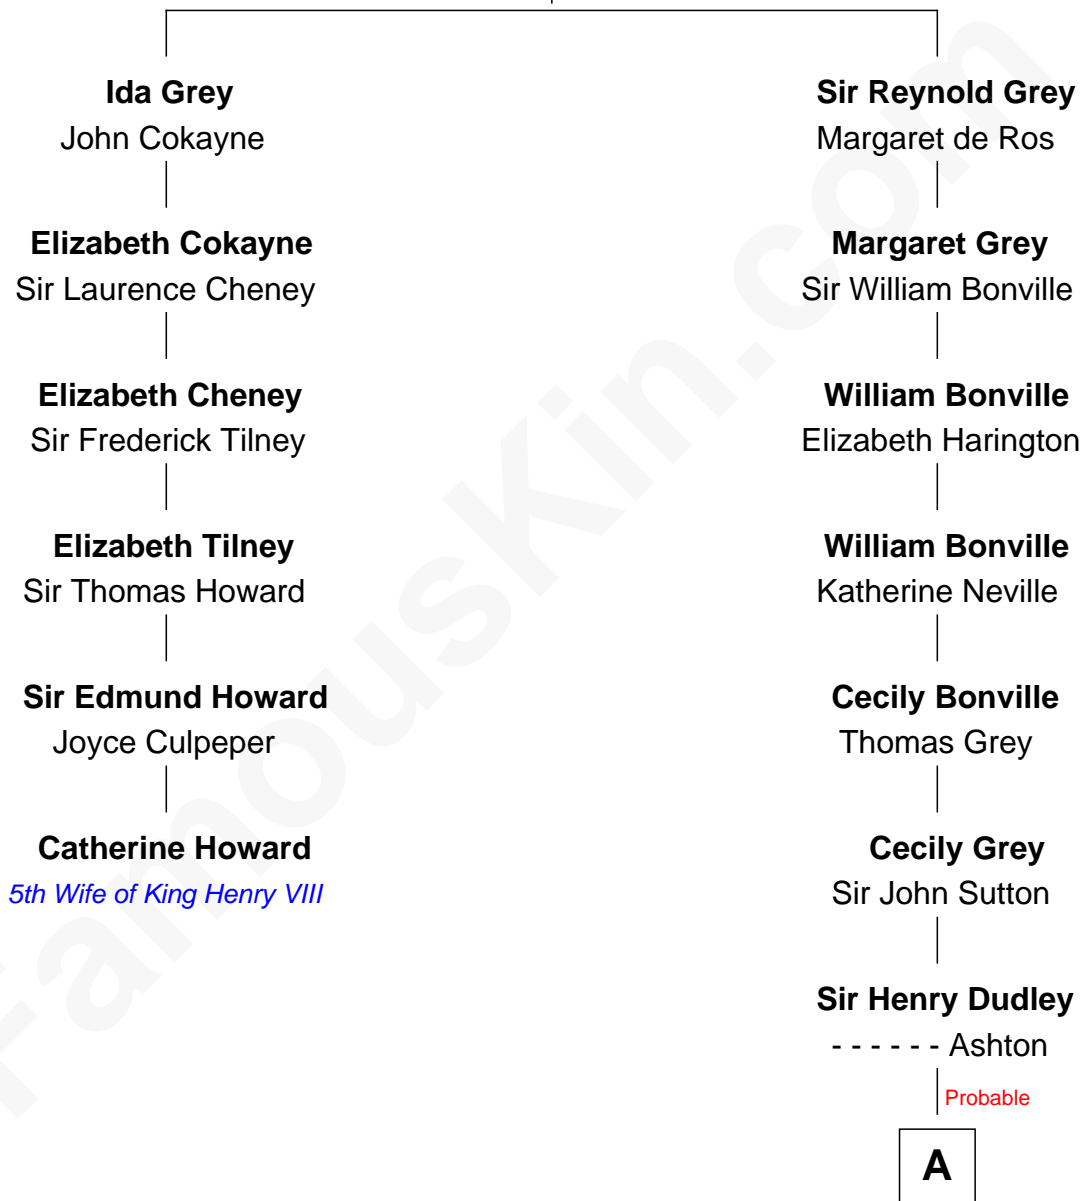 Ida Grey
John Cokayne
Elizabeth Cokayne
Sir Laurence Cheney
Elizabeth Cheney
Sir Frederick Tilney
Elizabeth Tilney
Sir Thomas Howard
Sir Edmund Howard
Joyce Culpeper
Catherine Howard
5th Wife of King Henry VIII
Sir Reynold Grey
Margaret de Ros
Margaret Grey
Sir William Bonville
William Bonville
Elizabeth Harington
William Bonville
Katherine Neville
Cecily Bonville
Thomas Grey
Cecily Grey
Sir John Sutton
Sir Henry Dudley
- - - - - - Ashton
Probable
A
FamousKin.com